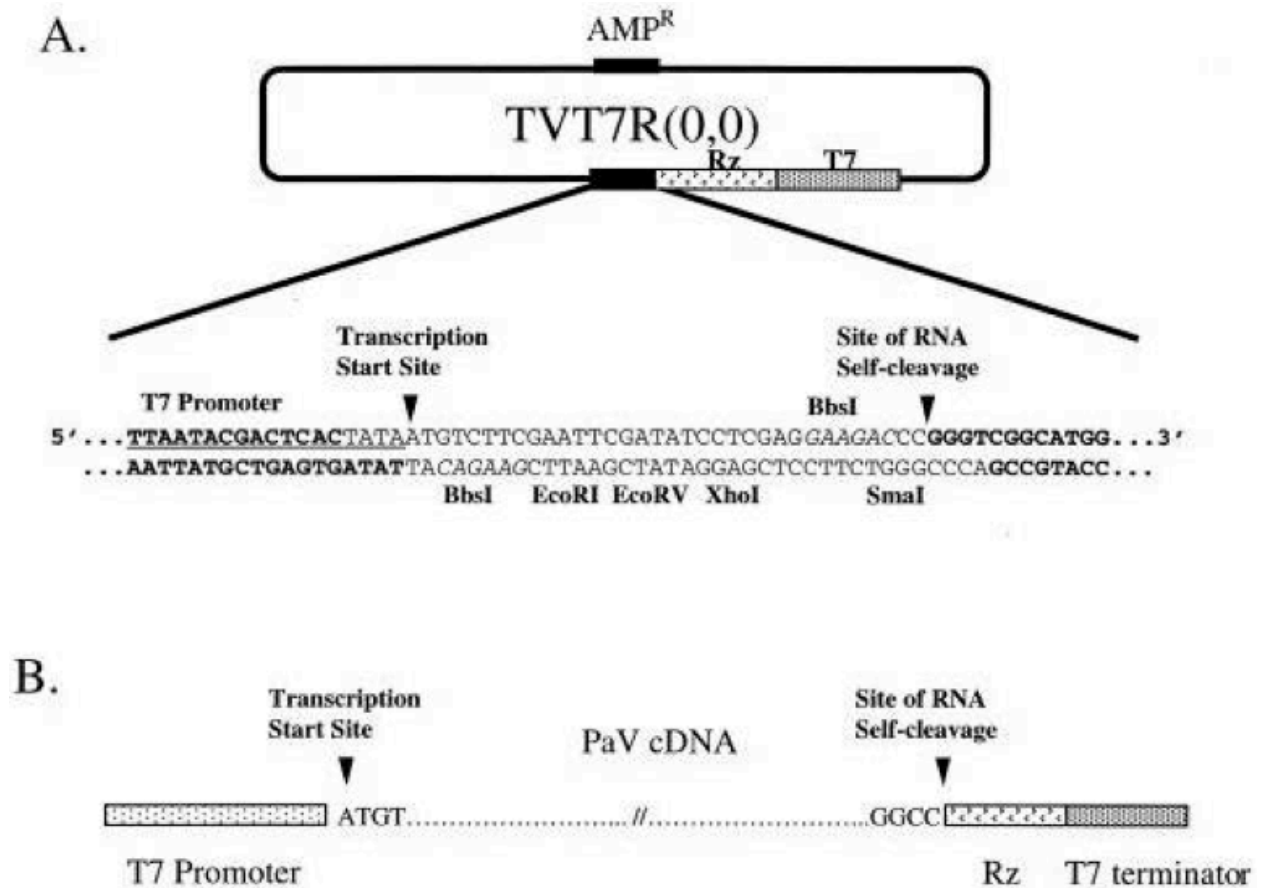 A.
AMP^R
TVT7R(0,0)
Rz T7
Transcription
Start Site
Site of RNA
Self-cleavage
T7 Promoter
BbsI
5'...TTAATACGACTCACTATAATGTCTTCGAATTCGATATCCTCGAGGAAGACCCGGGTCGGCATGG...3'
...AATTATGCTGAGTGATATTACAGAAGCTTAAGCTATAGGAGCTCCTTCTGGGCCCAGCCGTACC...
BbsI EcoRI EcoRV XhoI SmaI
B.
Transcription
Start Site
Site of RNA
Self-cleavage
PaV cDNA
ATGT.................................//.................................GGCC
T7 Promoter Rz T7 terminator